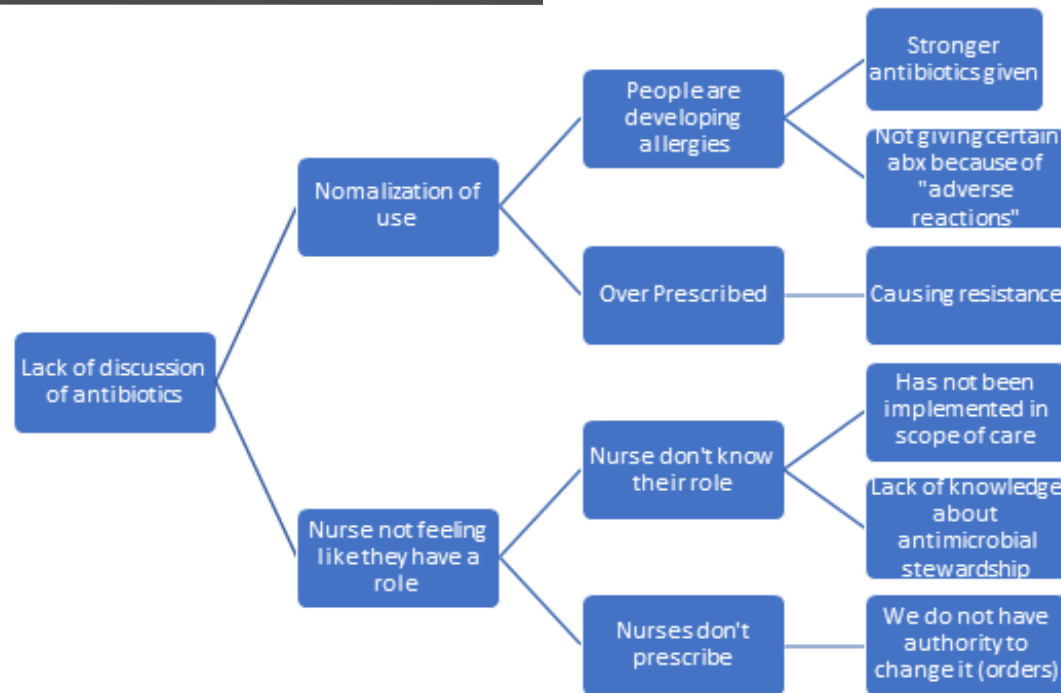 Lack of discussion
of antibiotics
Nomalization of
use
People are
developing
allergies
Stronger
antibiotics given
Not giving certain
abx because of
"adverse
reactions"
Over Prescribed
Causing resistance
Nurse not feeling
like they have a
role
Nurse don't know
their role
Has not been
implemented in
scope of care
Lack of knowledge
about
antimicrobial
stewardship
Nurses don't
prescribe
We do not have
authority to
change it (orders)